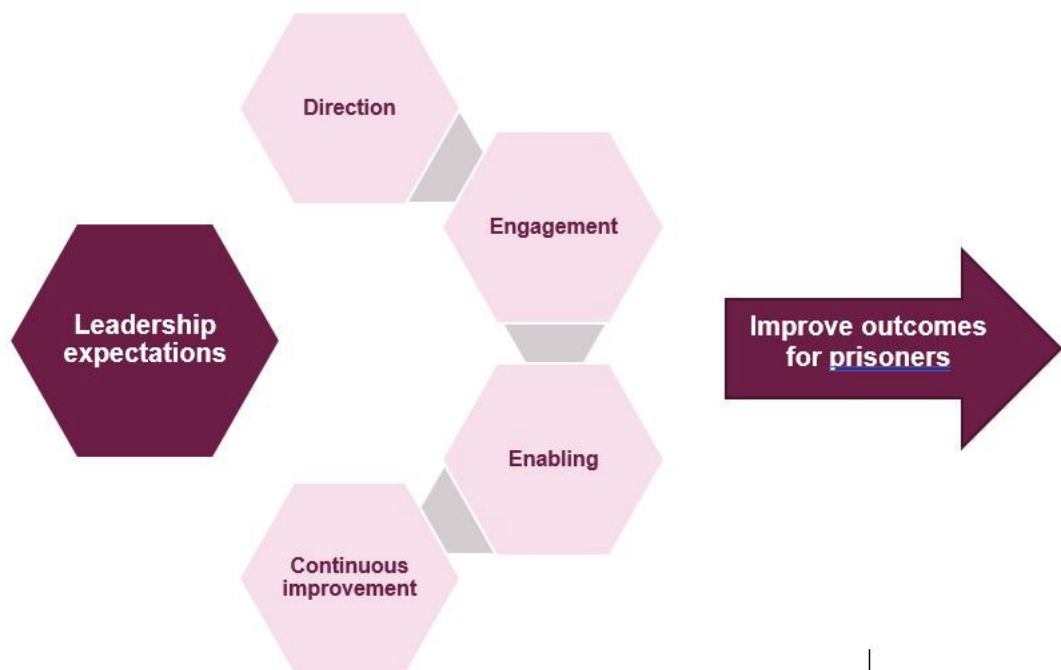 Direction
Engagement
Leadership
expectations
Improve outcomes
for prisoners
Enabling
Continuous
improvement